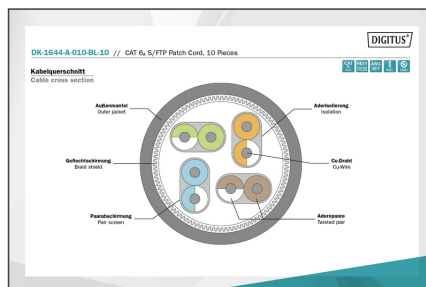 DIGITUS®
DK-1644-A-010-BL-10 // CAT 6A S/FTP Patch Cord, 10 Pieces
Kabelquerschnitt
Cable cross section
Außenmantel
Outer jacket
Aderisolierung
Isolation
Geflechtschirmung
Braid shield
Cu-Draht
Cu-Wire
Paarabschirmung
Pair screen
Adernpaare
Twisted pair